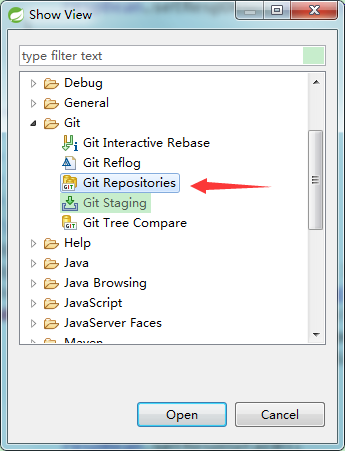 Show View
type filter text
Debug
General
Git
Git Interactive Rebase
Git Reflog
Git Repositories
Git Staging
Git Tree Compare
Help
Java
Java Browsing
JavaScript
JavaServer Faces
Maven
Open
Cancel